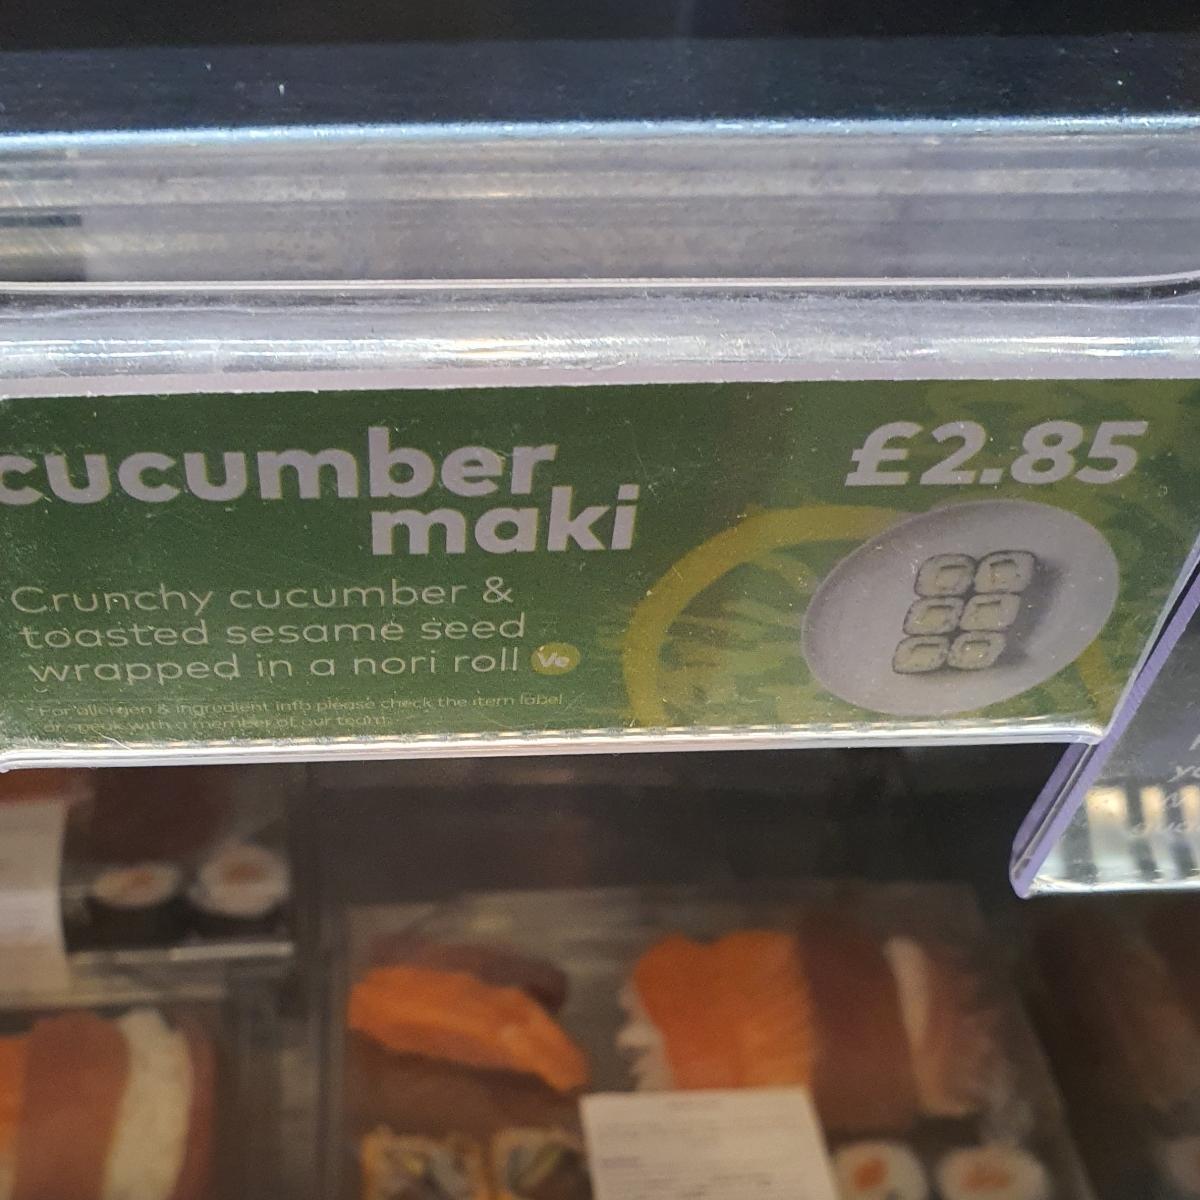 cucumber
maki
£2.85
Crunchy cucumber &
toasted sesame seed
wrapped in a nori roll Ve
For allergen & ingredient info please check the item label
or speak with a member of our team.